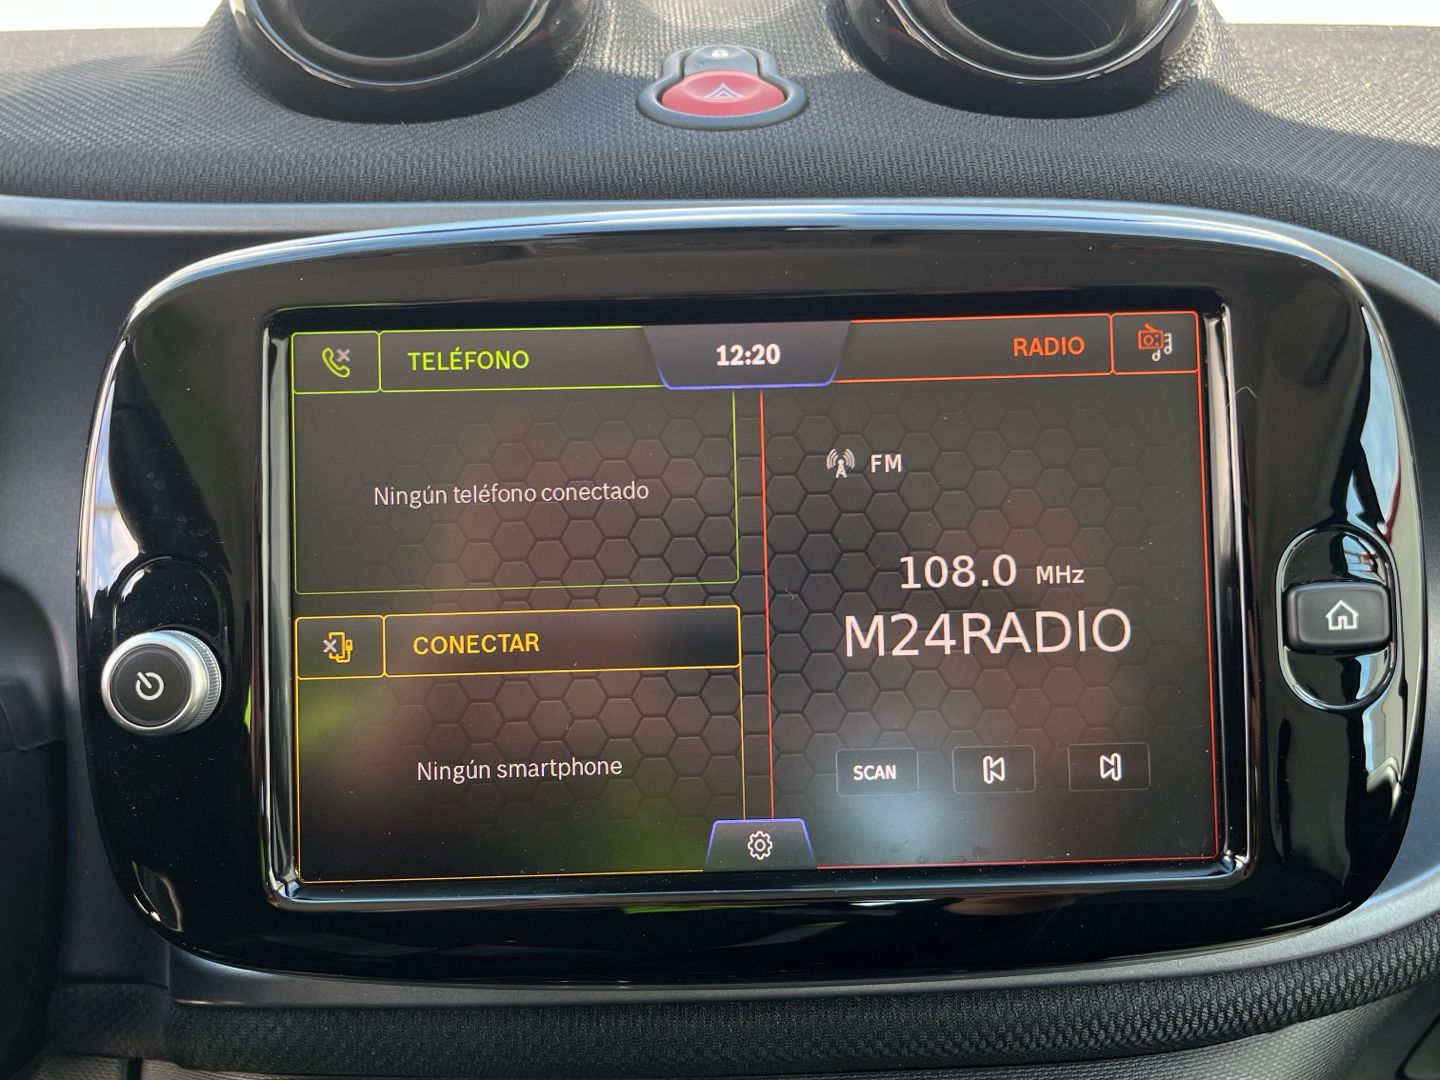 TELÉFONO
12:20
RADIO
Ningún teléfono conectado
FM
108.0 MHz
M24RADIO
CONECTAR
Ningún smartphone
SCAN